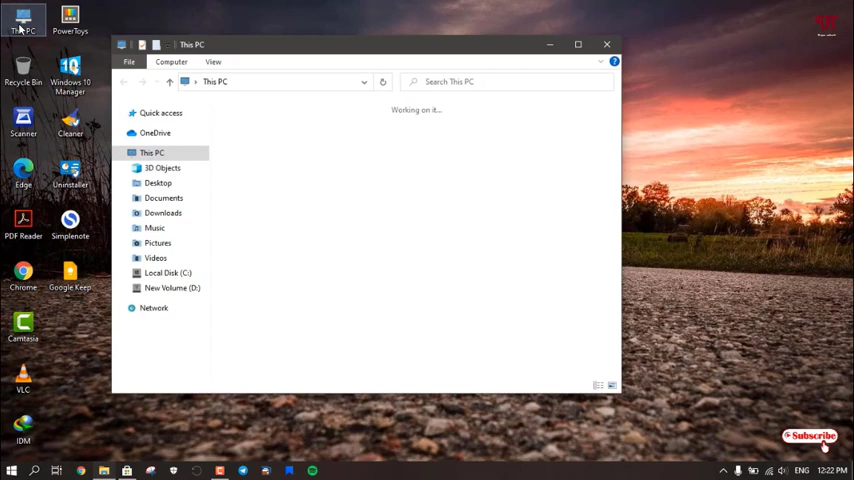 This PC
PowerToys
Recycle Bin
Windows 10
Manager
Scanner
Cleaner
Edge
Uninstaller
PDF Reader
Simplenote
Chrome
Google Keep
Camtasia
VLC
IDM
This PC
File
Computer
View
This PC
Search This PC
Working on it...
Quick access
OneDrive
This PC
3D Objects
Desktop
Documents
Downloads
Music
Pictures
Videos
Local Disk (C:)
New Volume (D:)
Network
Subscribe
ENG
12:22 PM